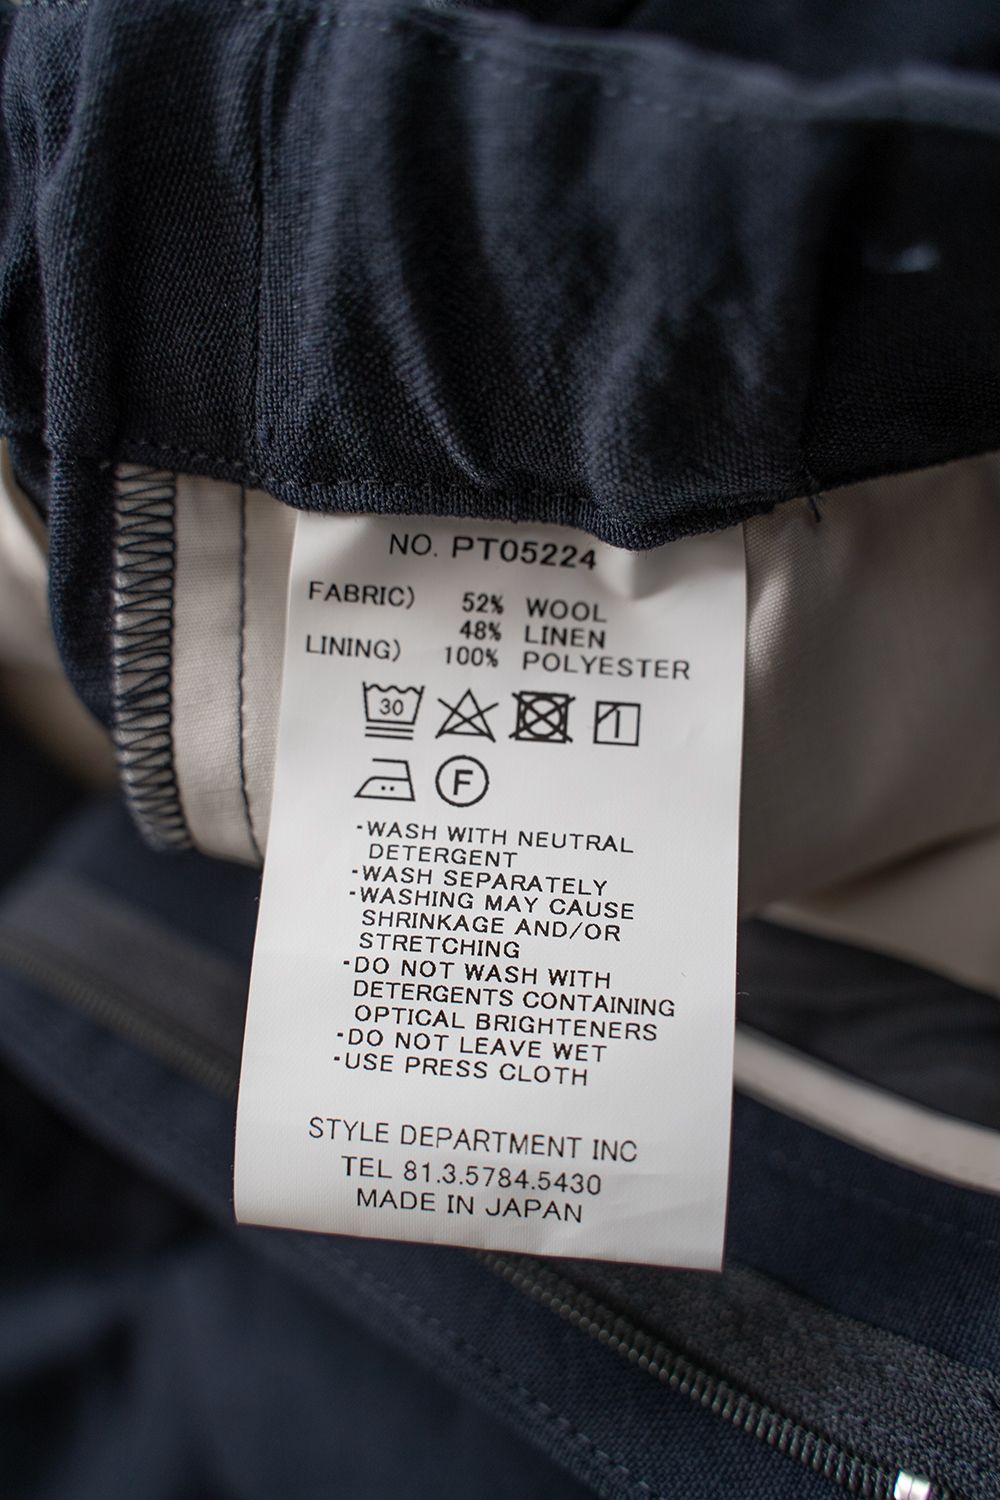 NO. PT05224
FABRIC) 52% WOOL
48% LINEN
LINING) 100% POLYESTER
30
F
-WASH WITH NEUTRAL
DETERGENT
-WASH SEPARATELY
-WASHING MAY CAUSE
SHRINKAGE AND/OR
STRETCHING
-DO NOT WASH WITH
DETERGENTS CONTAINING
OPTICAL BRIGHTENERS
-DO NOT LEAVE WET
-USE PRESS CLOTH
STYLE DEPARTMENT INC
TEL 81.3.5784.5430
MADE IN JAPAN